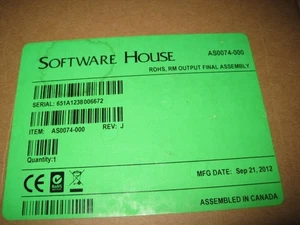 SOFTWARE HOUSE
AS0074-000
ROHS, RM OUTPUT FINAL ASSEMBLY
SERIAL: 651A123B006672
ITEM: AS0074-000 REV: J
Quantity:1
MFG DATE: Sep 21, 2012
ASSEMBLED IN CANADA